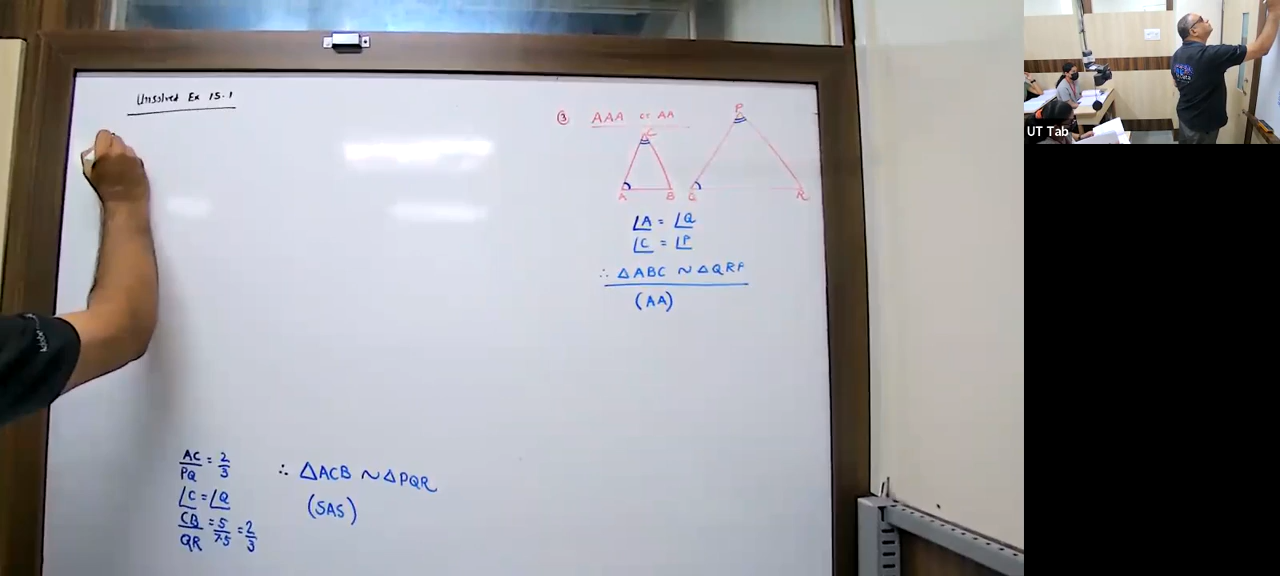 Unsolved Ex 15.1
③ AAA or AA
P
C
A B Q R
∠A = ∠Q
∠C = ∠P
∴ △ABC ~ △QRP
(AA)
AC/PQ = 2/3
∠C = ∠Q
CB/QR = 5/7.5 = 2/3
∴ △ACB ~ △PQR
(SAS)
UT Tab